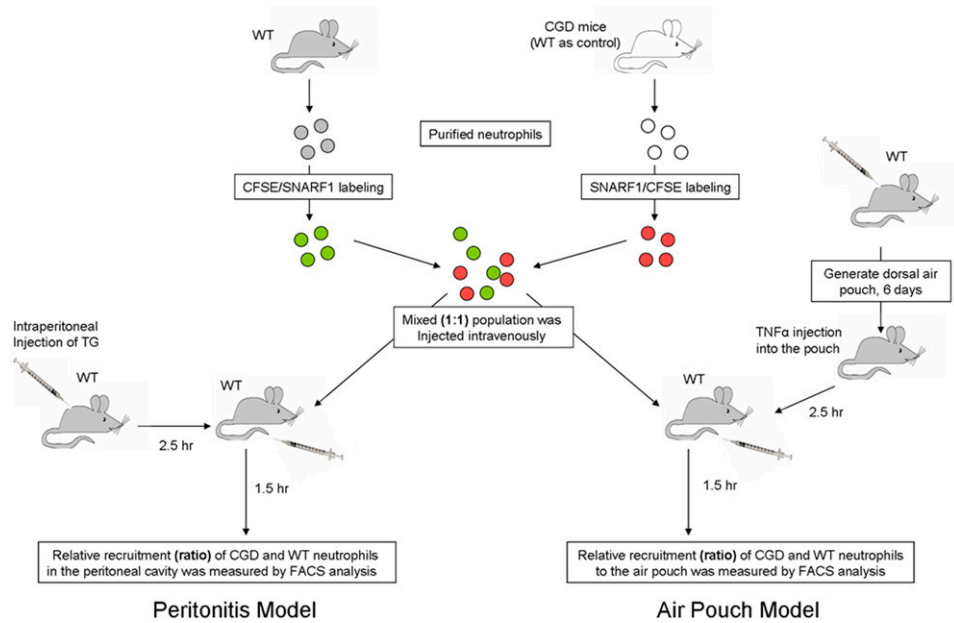 WT
CGD mice
(WT as control)
Purified neutrophils
WT
CFSE/SNARF1 labeling
SNARF1/CFSE labeling
Generate dorsal air
pouch, 6 days
Mixed (1:1) population was
Injected intravenously
Intraperitoneal
Injection of TG
TNFα injection
into the pouch
WT
WT
WT
2.5 hr
2.5 hr
1.5 hr
1.5 hr
Relative recruitment (ratio) of CGD and WT neutrophils
in the peritoneal cavity was measured by FACS analysis
Relative recruitment (ratio) of CGD and WT neutrophils
to the air pouch was measured by FACS analysis
Peritonitis Model
Air Pouch Model